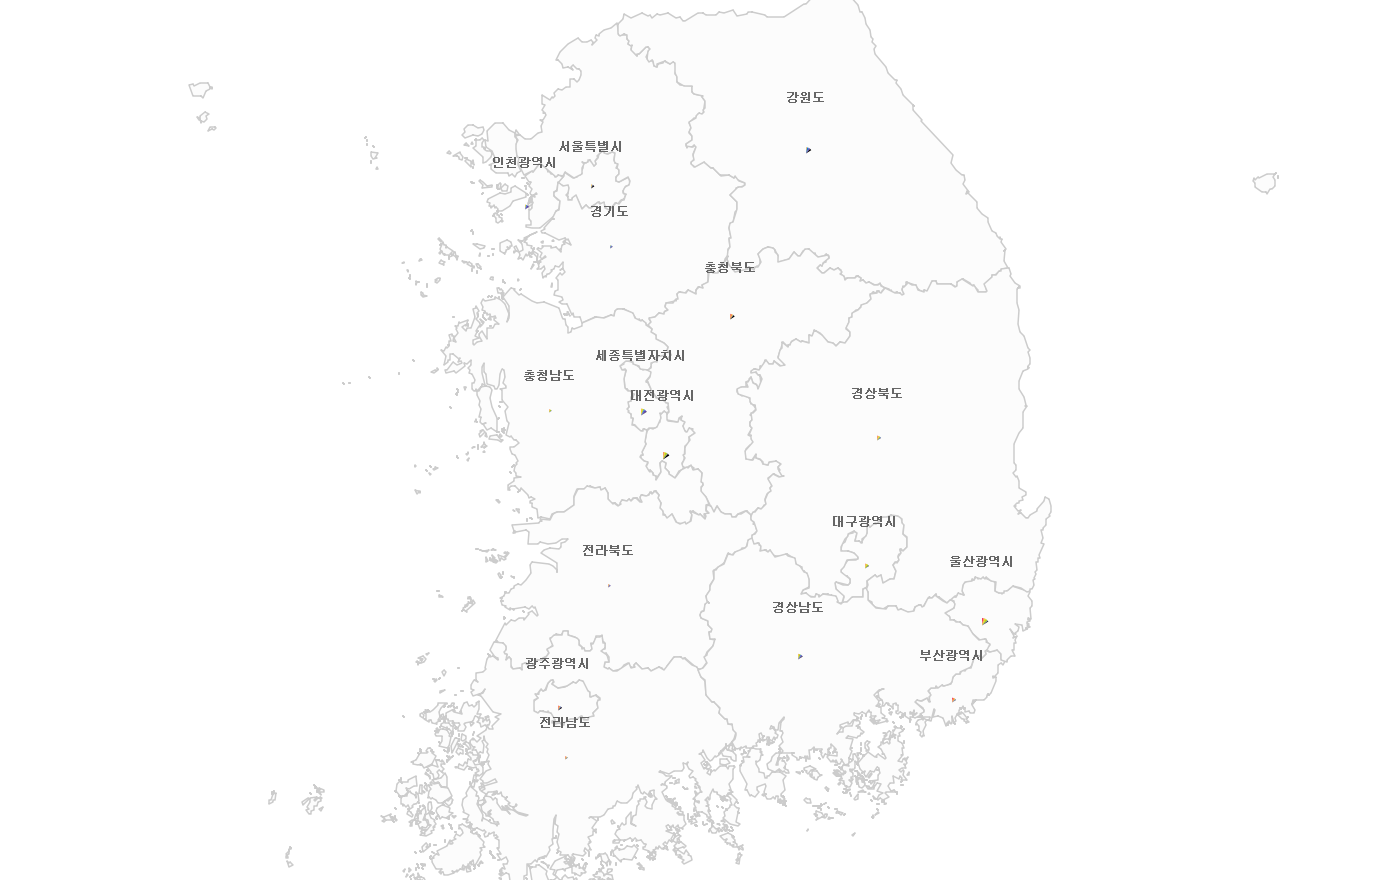 강원도
서울특별시
인천광역시
경기도
충청북도
세종특별자치시
충청남도
대전광역시
경상북도
대구광역시
전라북도
울산광역시
경상남도
부산광역시
광주광역시
전라남도